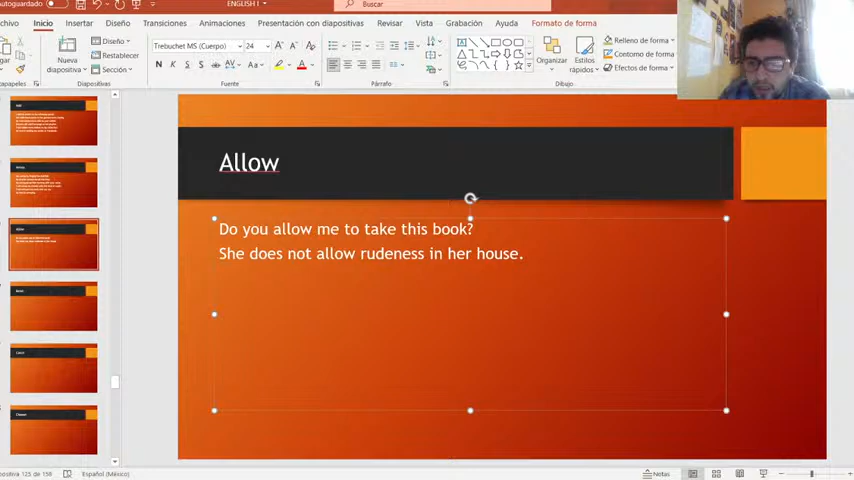 Autoguardado
ENGLISH I
Buscar
Archivo Inicio Insertar Diseño Transiciones Animaciones Presentación con diapositivas Revisar Vista Grabación Ayuda Formato de forma
Nueva diapositiva
Diseño
Restablecer
Sección
Trebuchet MS (Cuerpo) 24
N K S
Organizar
Estilos rápidos
Relleno de forma
Contorno de forma
Efectos de forma
Diapositivas Fuente Párrafo Dibujo
Allow
Do you allow me to take this book?
She does not allow rudeness in her house.
Español (México)
Notas